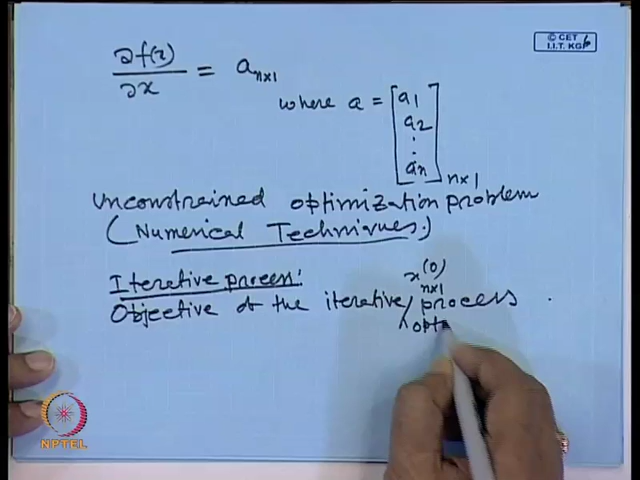 © CET
I.I.T. KGP
∂f(x)/∂x = a n×1
where a = [a1
a2
⋮
an] n×1
Unconstrained optimization problem
(Numerical Techniques.)
Iterative process:
x(0) n×1
Objective of the iterative process
opt
NPTEL